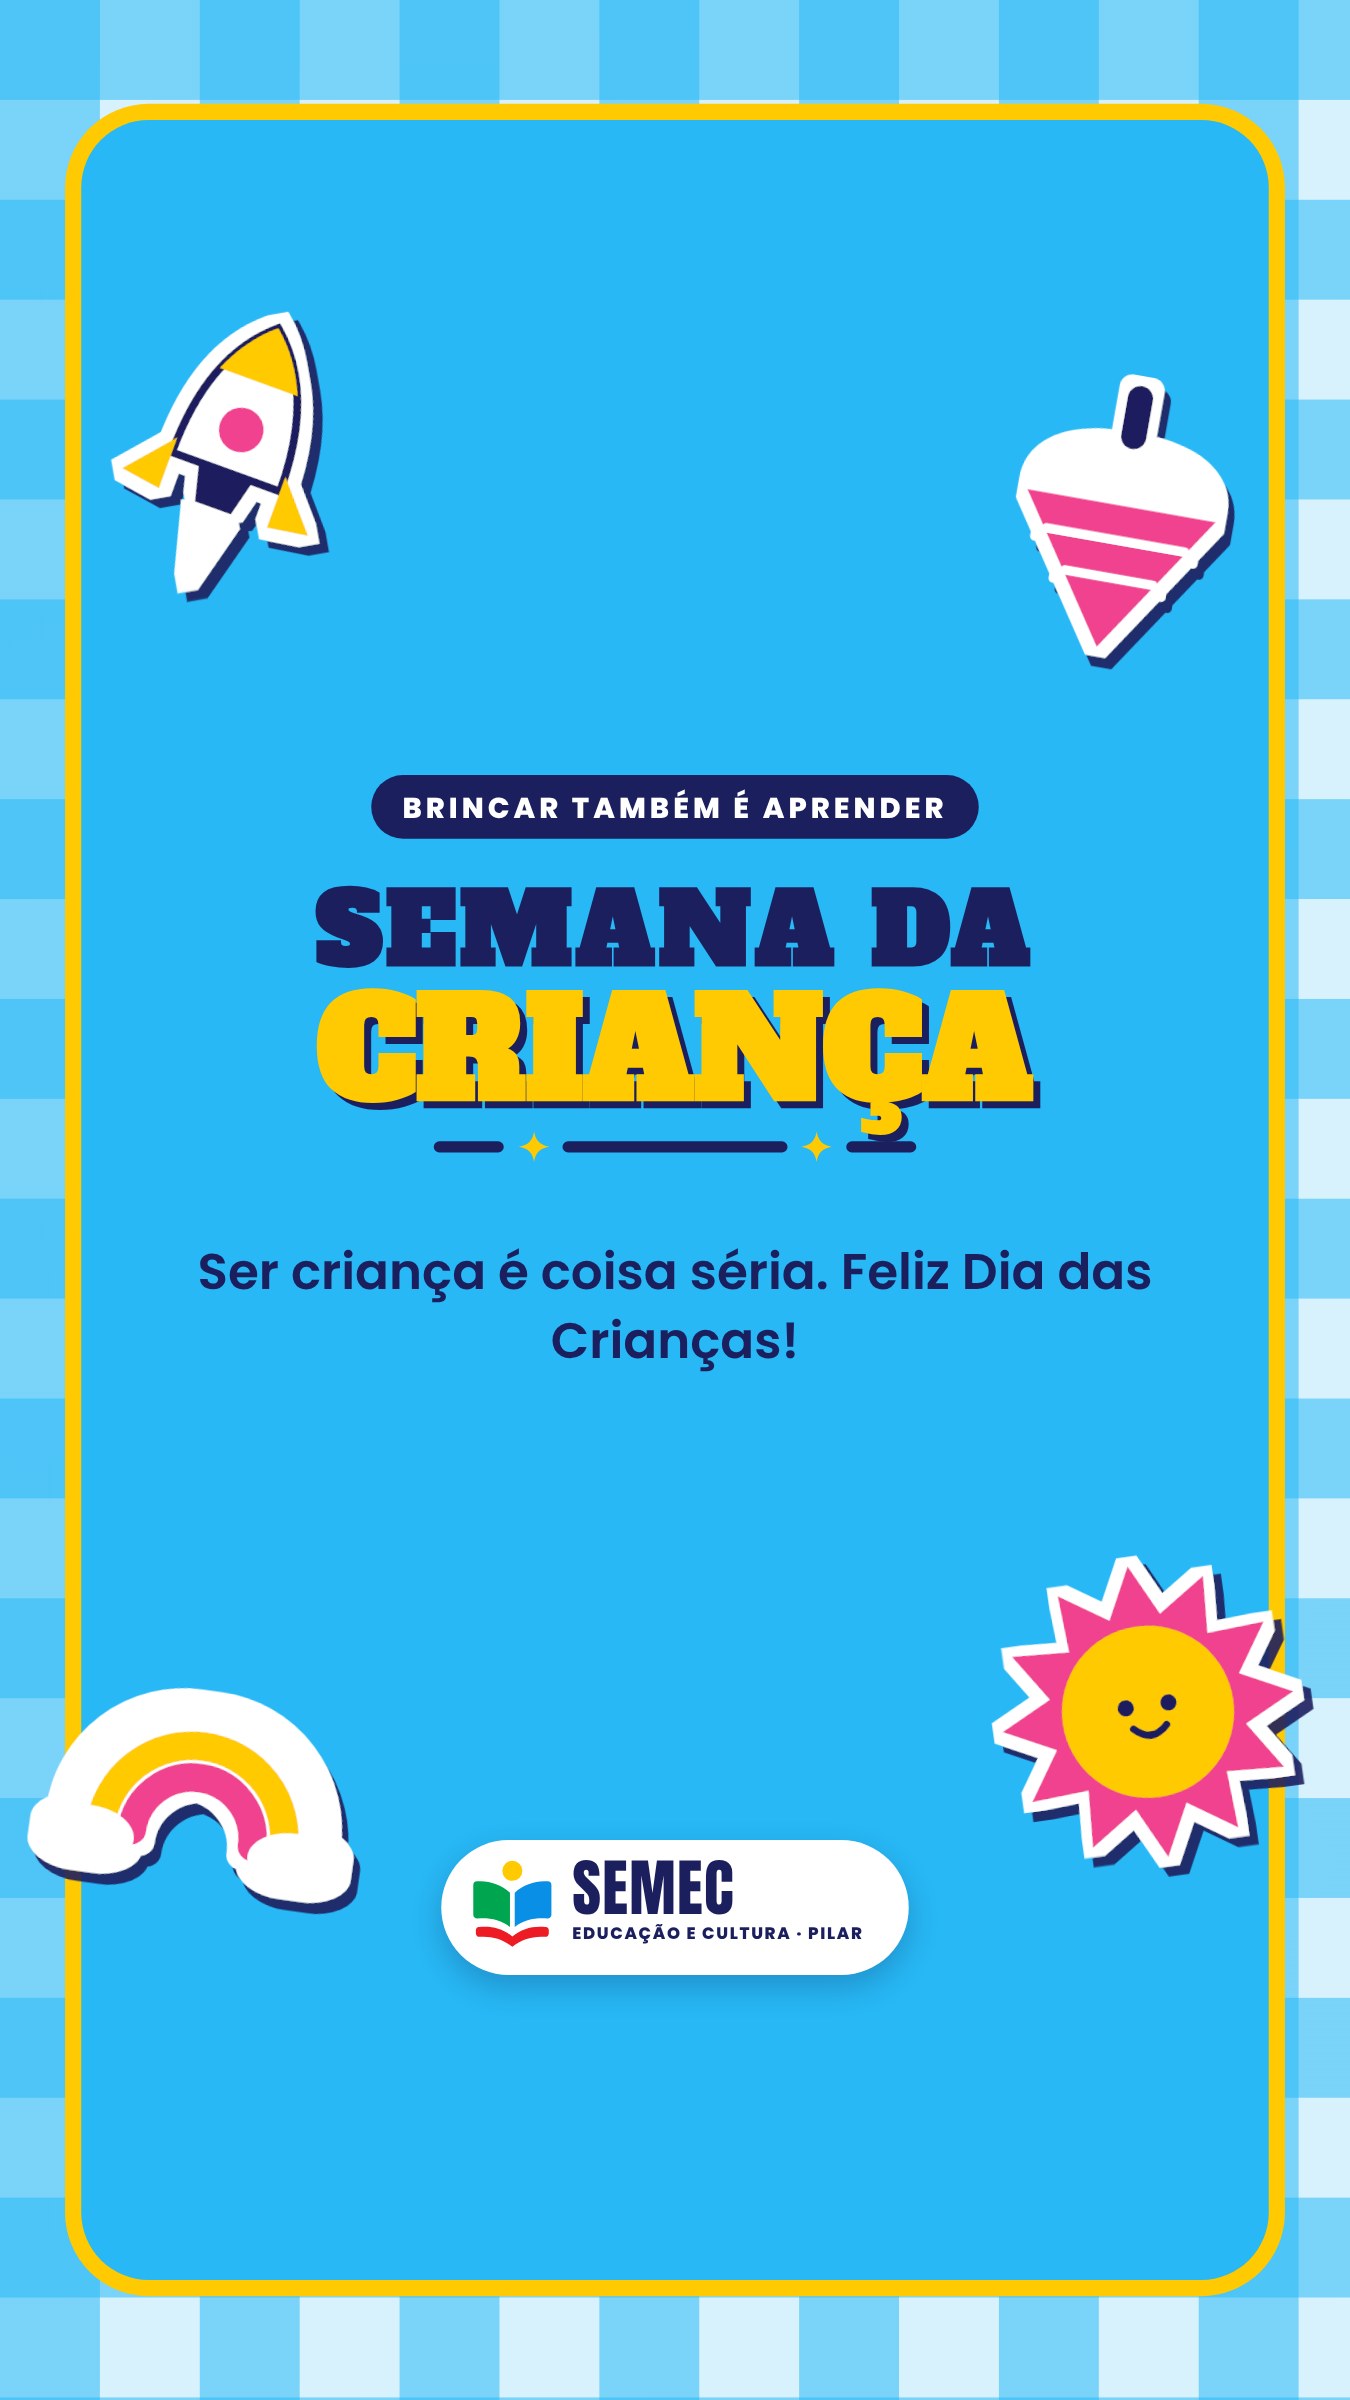 BRINCAR TAMBÉM É APRENDER
SEMANA DA
CRIANÇA
Ser criança é coisa séria. Feliz Dia das
Crianças!
SEMEC
EDUCAÇÃO E CULTURA · PILAR